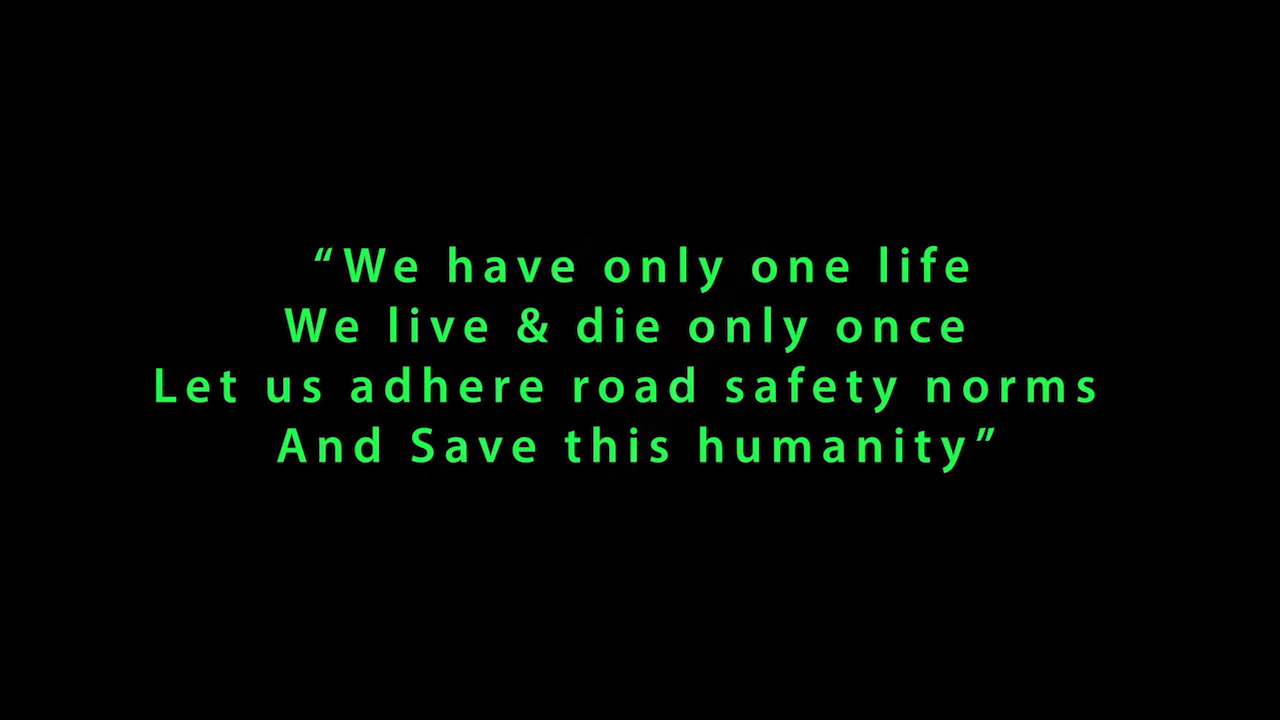 “We have only one life
We live & die only once
Let us adhere road safety norms
And Save this humanity”